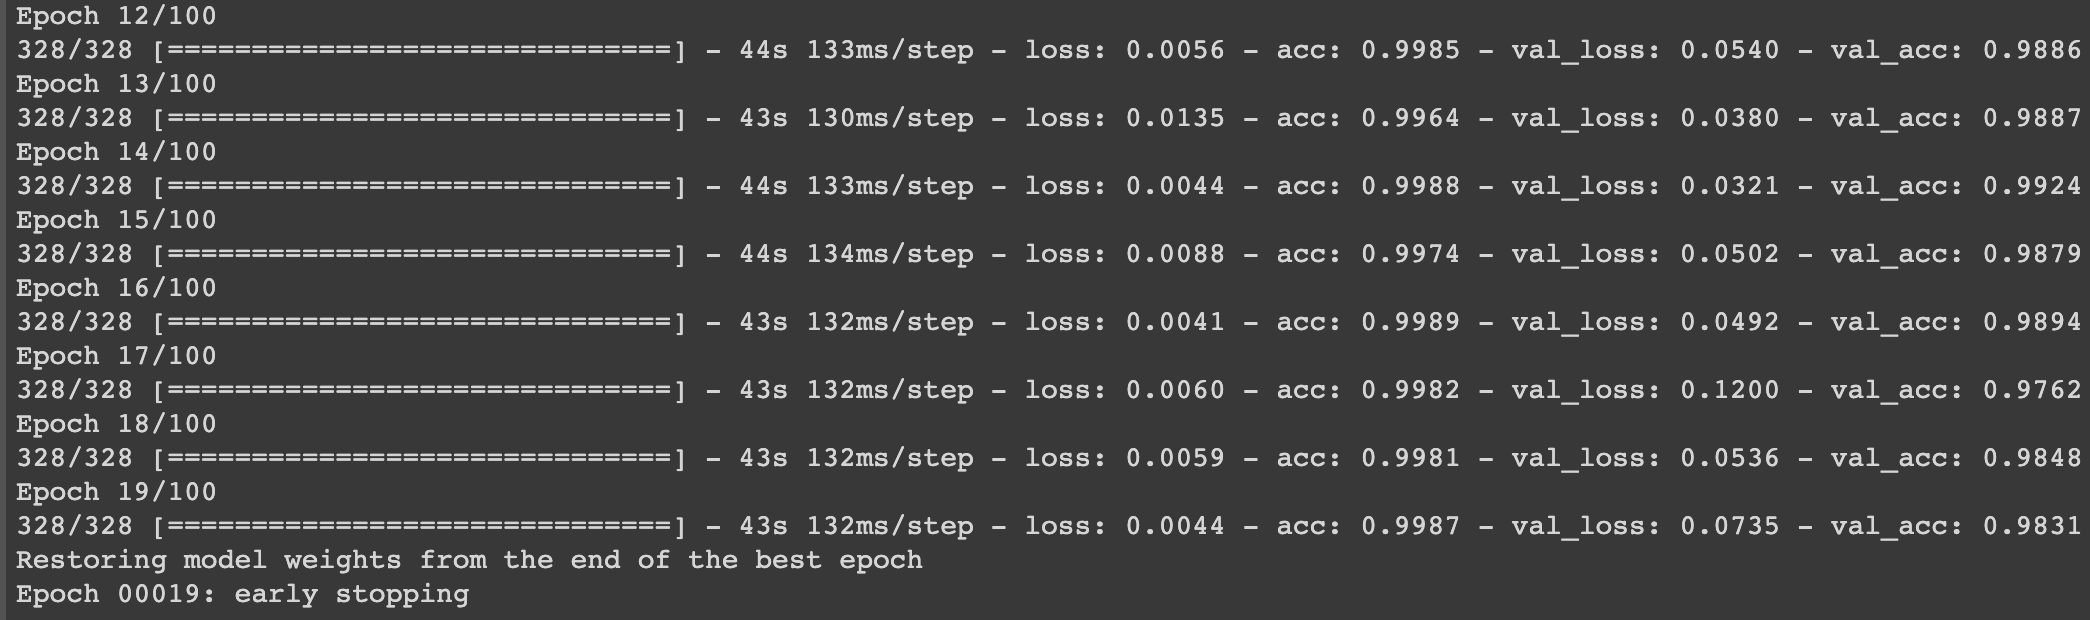 Epoch 12/100
328/328 [==============================] - 44s 133ms/step - loss: 0.0056 - acc: 0.9985 - val_loss: 0.0540 - val_acc: 0.9886
Epoch 13/100
328/328 [==============================] - 43s 130ms/step - loss: 0.0135 - acc: 0.9964 - val_loss: 0.0380 - val_acc: 0.9887
Epoch 14/100
328/328 [==============================] - 44s 133ms/step - loss: 0.0044 - acc: 0.9988 - val_loss: 0.0321 - val_acc: 0.9924
Epoch 15/100
328/328 [==============================] - 44s 134ms/step - loss: 0.0088 - acc: 0.9974 - val_loss: 0.0502 - val_acc: 0.9879
Epoch 16/100
328/328 [==============================] - 43s 132ms/step - loss: 0.0041 - acc: 0.9989 - val_loss: 0.0492 - val_acc: 0.9894
Epoch 17/100
328/328 [==============================] - 43s 132ms/step - loss: 0.0060 - acc: 0.9982 - val_loss: 0.1200 - val_acc: 0.9762
Epoch 18/100
328/328 [==============================] - 43s 132ms/step - loss: 0.0059 - acc: 0.9981 - val_loss: 0.0536 - val_acc: 0.9848
Epoch 19/100
328/328 [==============================] - 43s 132ms/step - loss: 0.0044 - acc: 0.9987 - val_loss: 0.0735 - val_acc: 0.9831
Restoring model weights from the end of the best epoch
Epoch 00019: early stopping